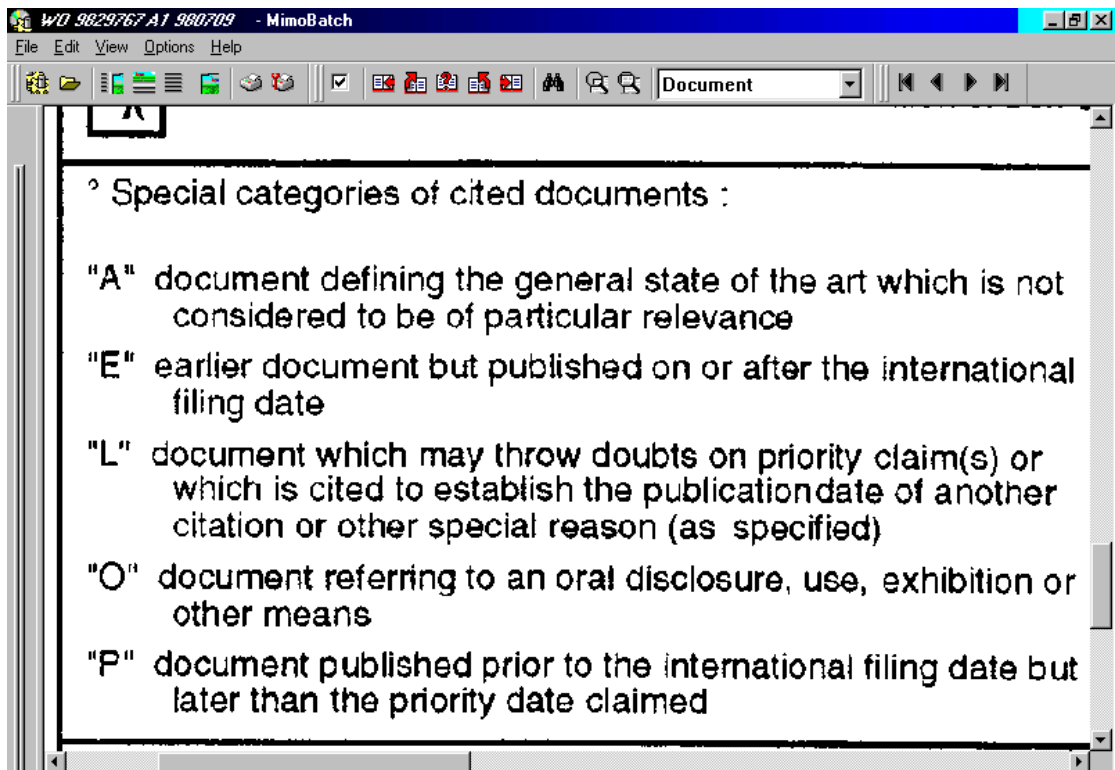 WO 9829767 A1 980709 - MimoBatch
File Edit View Options Help
Document
° Special categories of cited documents :
"A" document defining the general state of the art which is not
considered to be of particular relevance
"E" earlier document but published on or after the international
filing date
"L" document which may throw doubts on priority claim(s) or
which is cited to establish the publicationdate of another
citation or other special reason (as specified)
"O" document referring to an oral disclosure, use, exhibition or
other means
"P" document published prior to the international filing date but
later than the priority date claimed